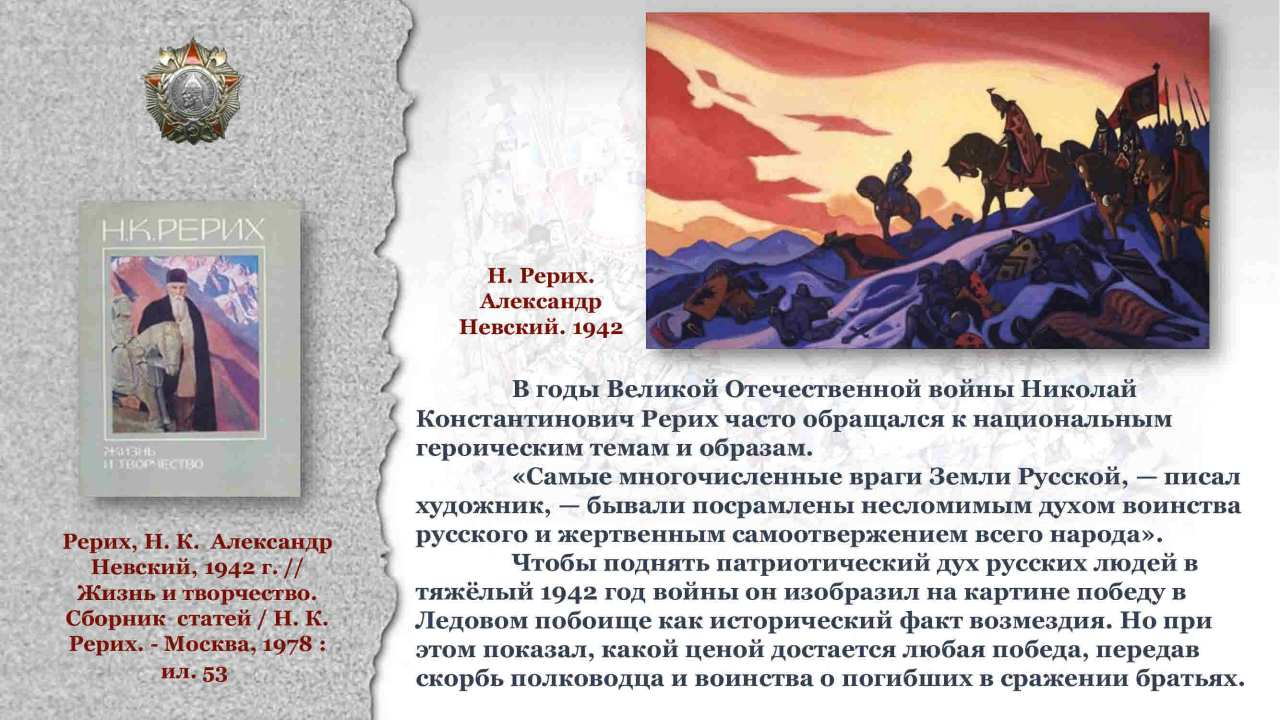 Н.К.РЕРИХ
ЖИЗНЬ
И ТВОРЧЕСТВО
Рерих, Н. К. Александр
Невский, 1942 г. //
Жизнь и творчество.
Сборник статей / Н. К.
Рерих. - Москва, 1978 :
ил. 53
Н. Рерих.
Александр
Невский. 1942
В годы Великой Отечественной войны Николай
Константинович Рерих часто обращался к национальным
героическим темам и образам.
«Самые многочисленные враги Земли Русской, — писал
художник, — бывали посрамлены несломимым духом воинства
русского и жертвенным самоотвержением всего народа».
Чтобы поднять патриотический дух русских людей в
тяжёлый 1942 год войны он изобразил на картине победу в
Ледовом побоище как исторический факт возмездия. Но при
этом показал, какой ценой достается любая победа, передав
скорбь полководца и воинства о погибших в сражении братьях.